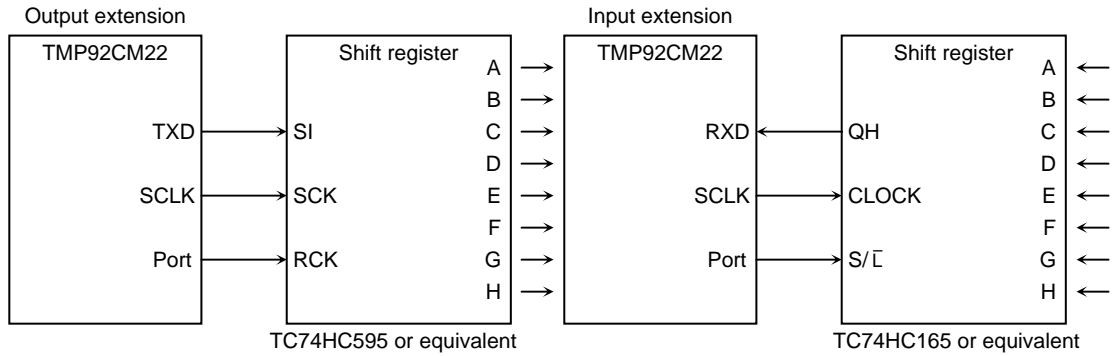 Output extension
TMP92CM22
TXD
SCLK
Port
Shift register
SI
SCK
RCK
A
B
C
D
E
F
G
H
TC74HC595 or equivalent
Input extension
TMP92CM22
RXD
SCLK
Port
Shift register
QH
CLOCK
S/L̅
A
B
C
D
E
F
G
H
TC74HC165 or equivalent